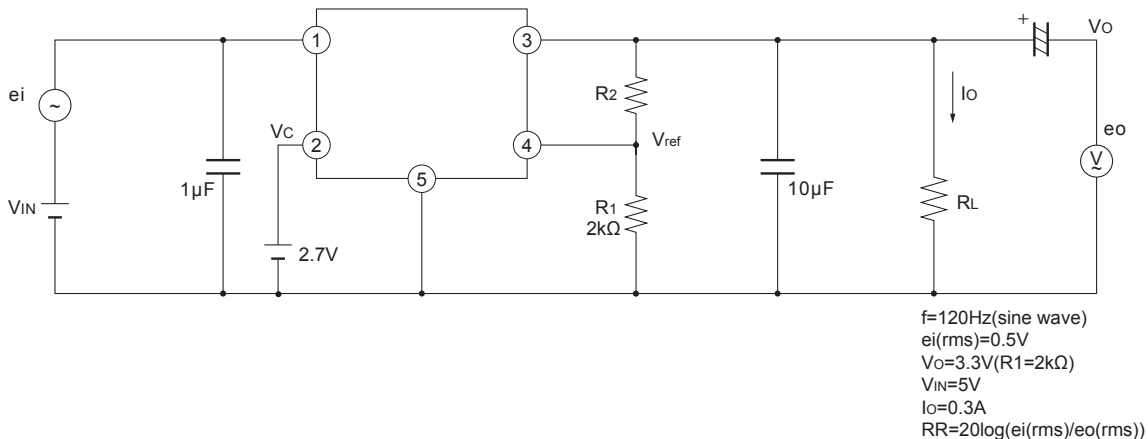 +
VO
1
3
ei
~
R2
IO
VC
Vref
eo
2
4
V
~
1µF
5
R1
2kΩ
10µF
RL
VIN
2.7V
f=120Hz(sine wave)
ei(rms)=0.5V
VO=3.3V(R1=2kΩ)
VIN=5V
IO=0.3A
RR=20log(ei(rms)/eo(rms))